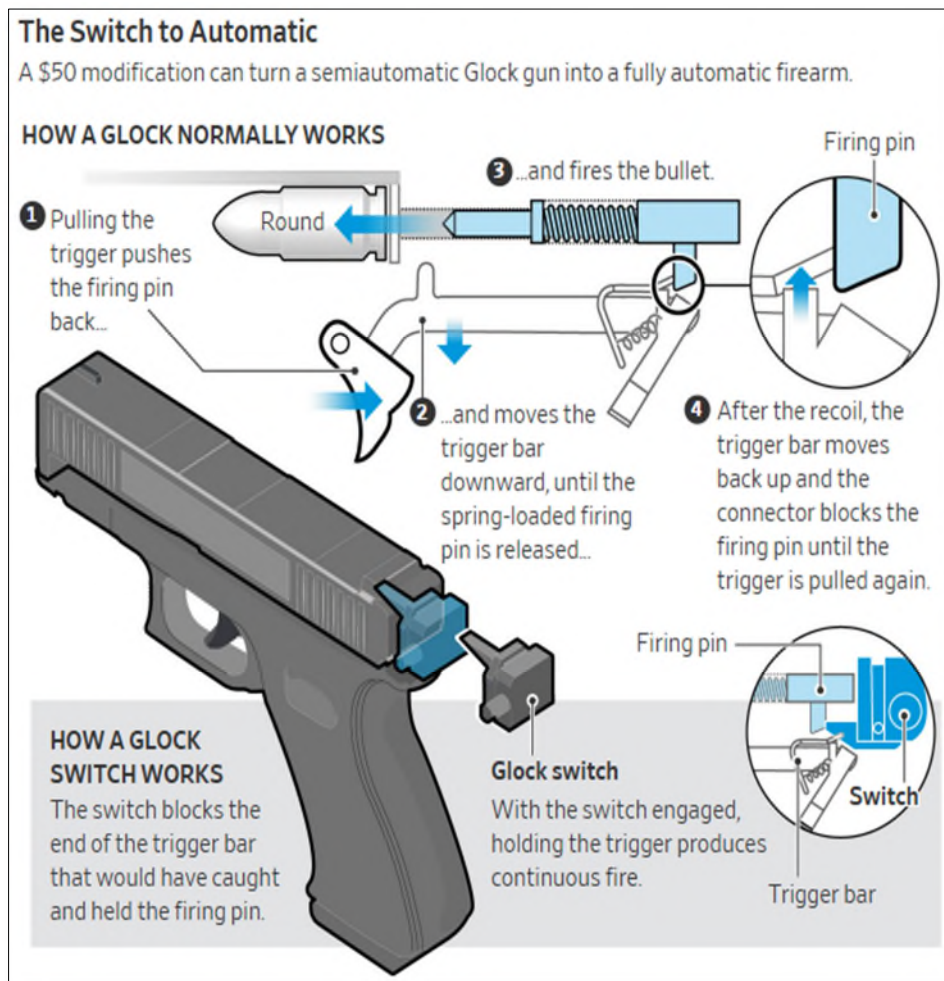 The Switch to Automatic
A $50 modification can turn a semiautomatic Glock gun into a fully automatic firearm.
HOW A GLOCK NORMALLY WORKS
Firing pin
3 ...and fires the bullet.
Round
1 Pulling the
trigger pushes
the firing pin
back...
2 ...and moves the
trigger bar
downward, until the
spring-loaded firing
pin is released...
4 After the recoil, the
trigger bar moves
back up and the
connector blocks the
firing pin until the
trigger is pulled again.
Firing pin
Switch
Trigger bar
HOW A GLOCK
SWITCH WORKS
The switch blocks the
end of the trigger bar
that would have caught
and held the firing pin.
Glock switch
With the switch engaged,
holding the trigger produces
continuous fire.